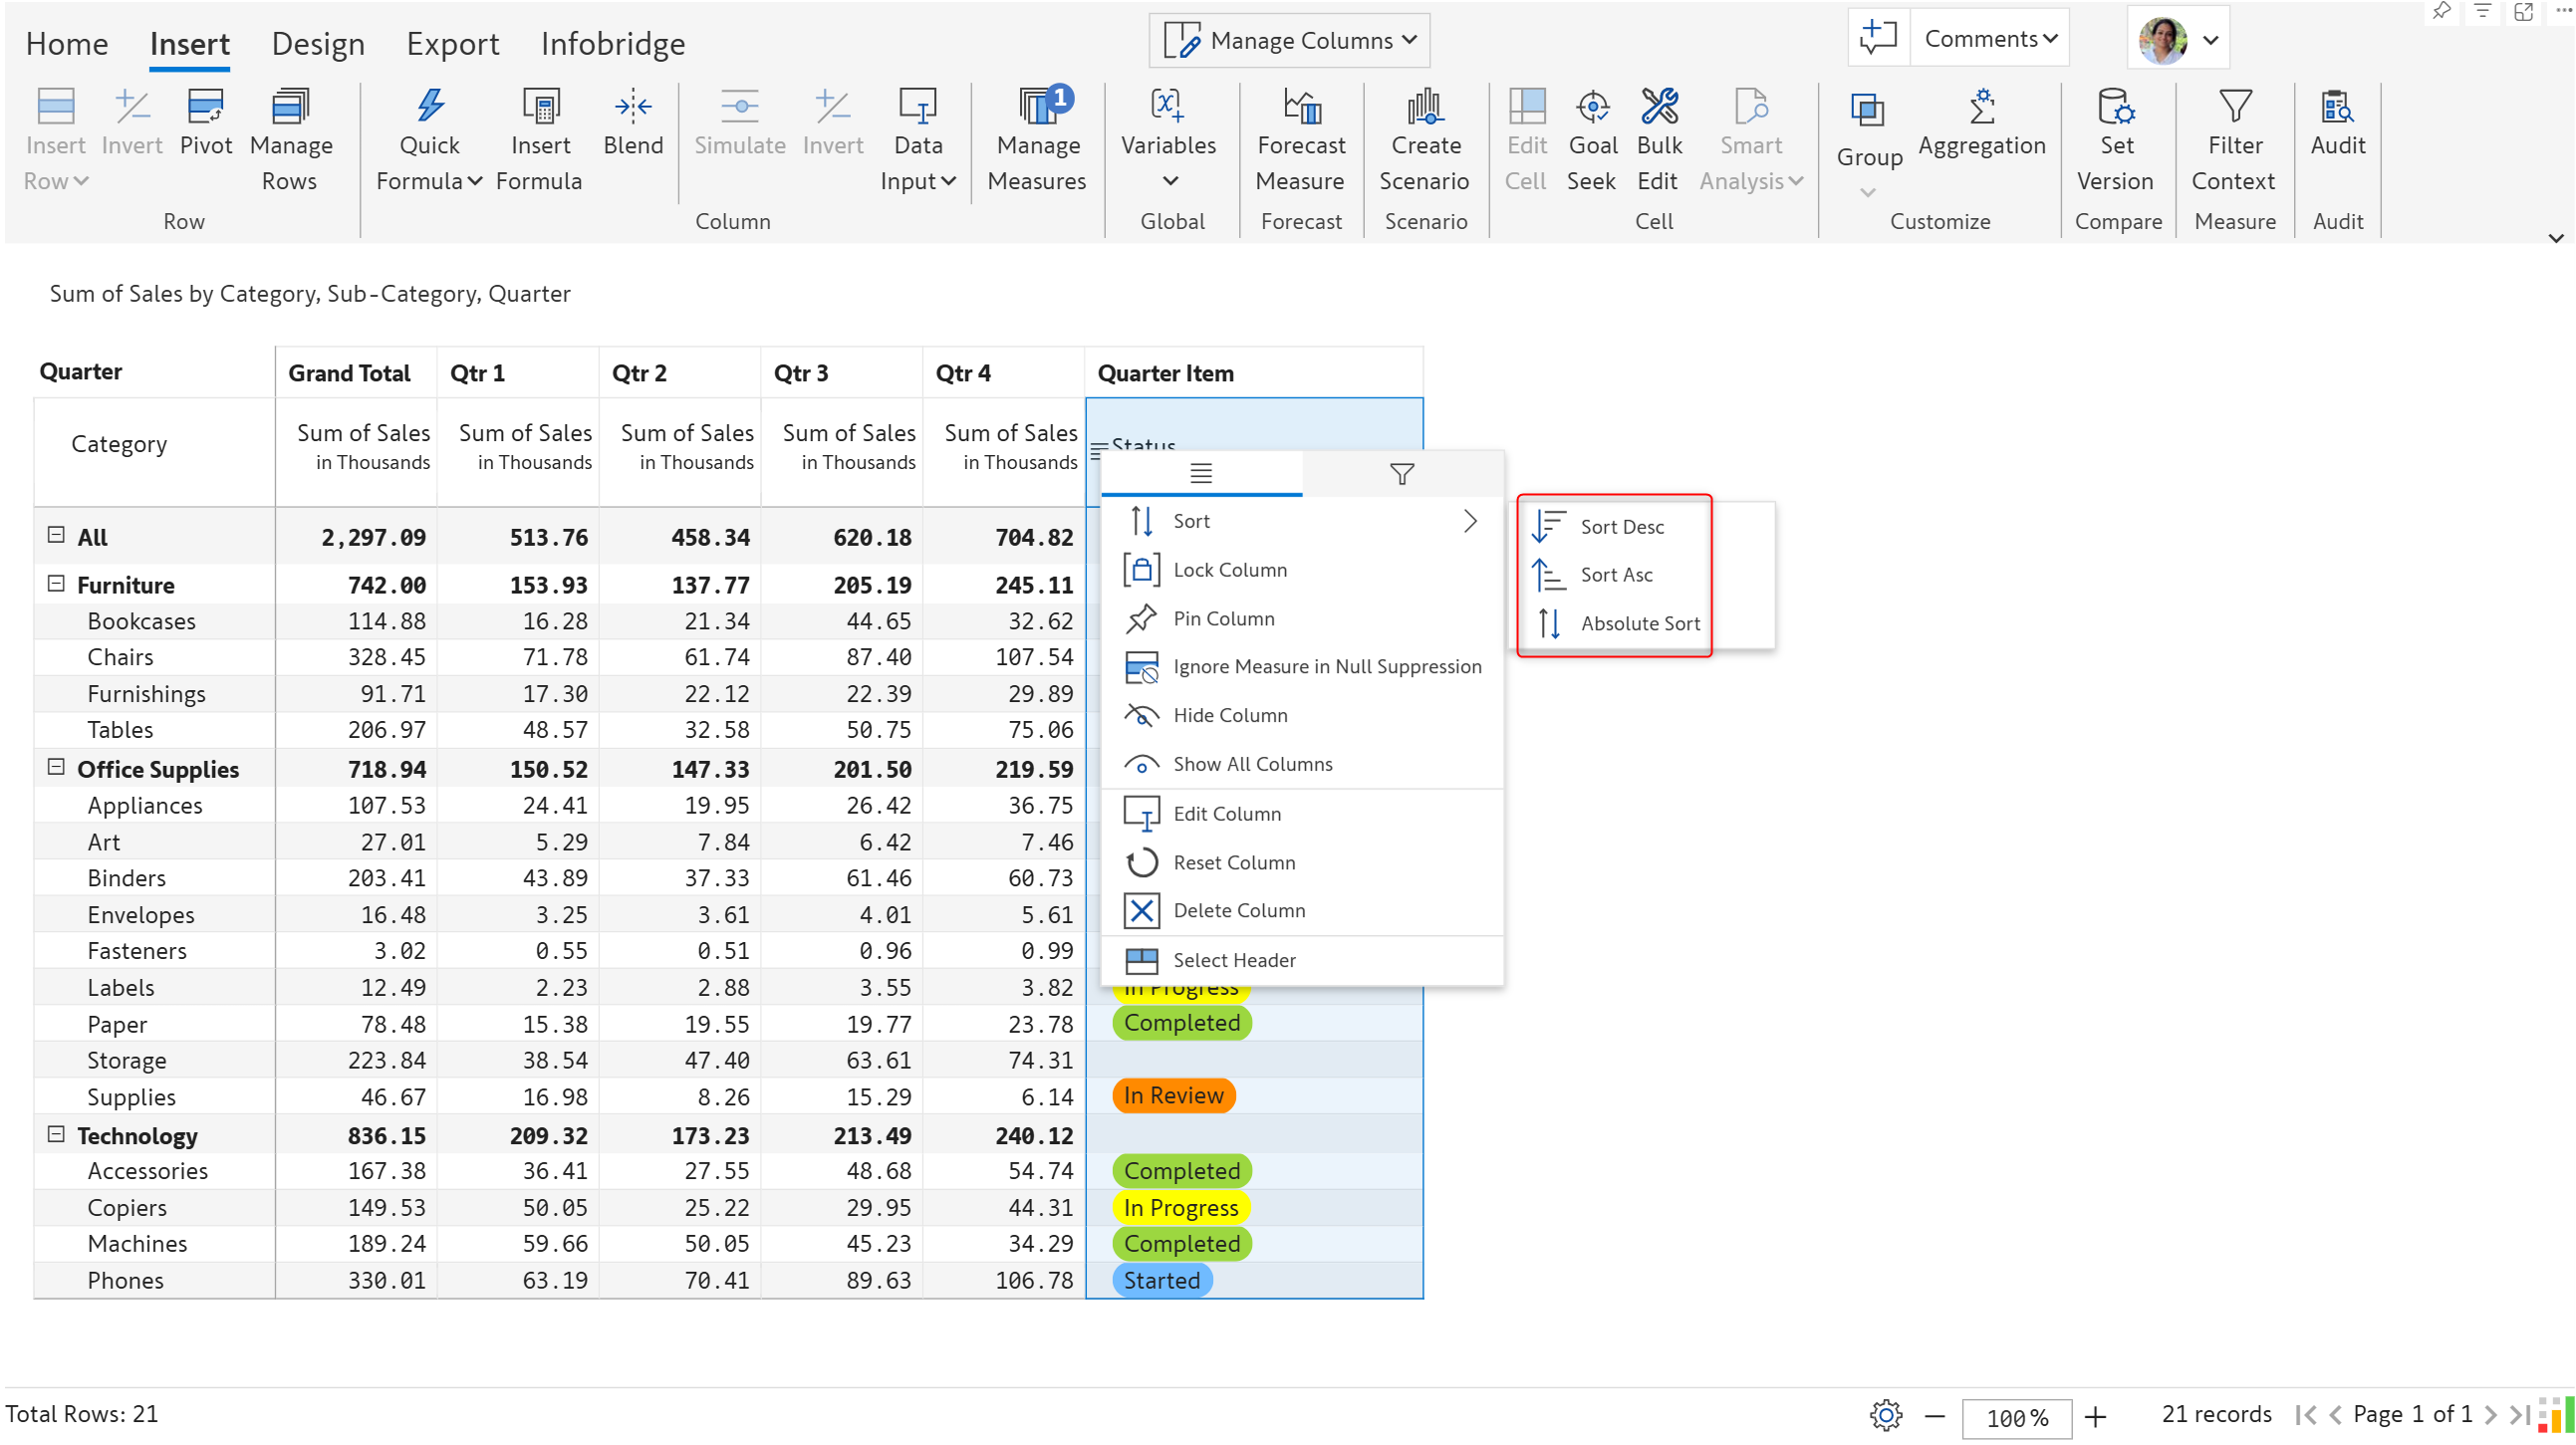 Home Insert Design Export Infobridge Manage Columns Comments
Insert Invert Pivot Manage Quick Insert Blend Simulate Invert Data Manage 1 Variables Forecast Create Edit Goal Bulk Smart Group Aggregation Set Filter Audit
Row Rows Formula Formula Input Measures Measure Scenario Cell Seek Edit Analysis Version Context
Row Column Global Forecast Scenario Cell Customize Compare Measure Audit
Sum of Sales by Category, Sub-Category, Quarter
Quarter Grand Total Qtr 1 Qtr 2 Qtr 3 Qtr 4 Quarter Item
Category Sum of Sales Sum of Sales Sum of Sales Sum of Sales Sum of Sales Status
in Thousands in Thousands in Thousands in Thousands in Thousands
All 2,297.09 513.76 458.34 620.18 704.82
Furniture 742.00 153.93 137.77 205.19 245.11
Bookcases 114.88 16.28 21.34 44.65 32.62
Chairs 328.45 71.78 61.74 87.40 107.54
Furnishings 91.71 17.30 22.12 22.39 29.89
Tables 206.97 48.57 32.58 50.75 75.06
Office Supplies 718.94 150.52 147.33 201.50 219.59
Appliances 107.53 24.41 19.95 26.42 36.75
Art 27.01 5.29 7.84 6.42 7.46
Binders 203.41 43.89 37.33 61.46 60.73
Envelopes 16.48 3.25 3.61 4.01 5.61
Fasteners 3.02 0.55 0.51 0.96 0.99
Labels 12.49 2.23 2.88 3.55 3.82 In Progress
Paper 78.48 15.38 19.55 19.77 23.78 Completed
Storage 223.84 38.54 47.40 63.61 74.31
Supplies 46.67 16.98 8.26 15.29 6.14 In Review
Technology 836.15 209.32 173.23 213.49 240.12
Accessories 167.38 36.41 27.55 48.68 54.74 Completed
Copiers 149.53 50.05 25.22 29.95 44.31 In Progress
Machines 189.24 59.66 50.05 45.23 34.29 Completed
Phones 330.01 63.19 70.41 89.63 106.78 Started
Sort
Lock Column
Pin Column
Ignore Measure in Null Suppression
Hide Column
Show All Columns
Edit Column
Reset Column
Delete Column
Select Header
Sort Desc
Sort Asc
Absolute Sort
Total Rows: 21 100 % 21 records Page 1 of 1